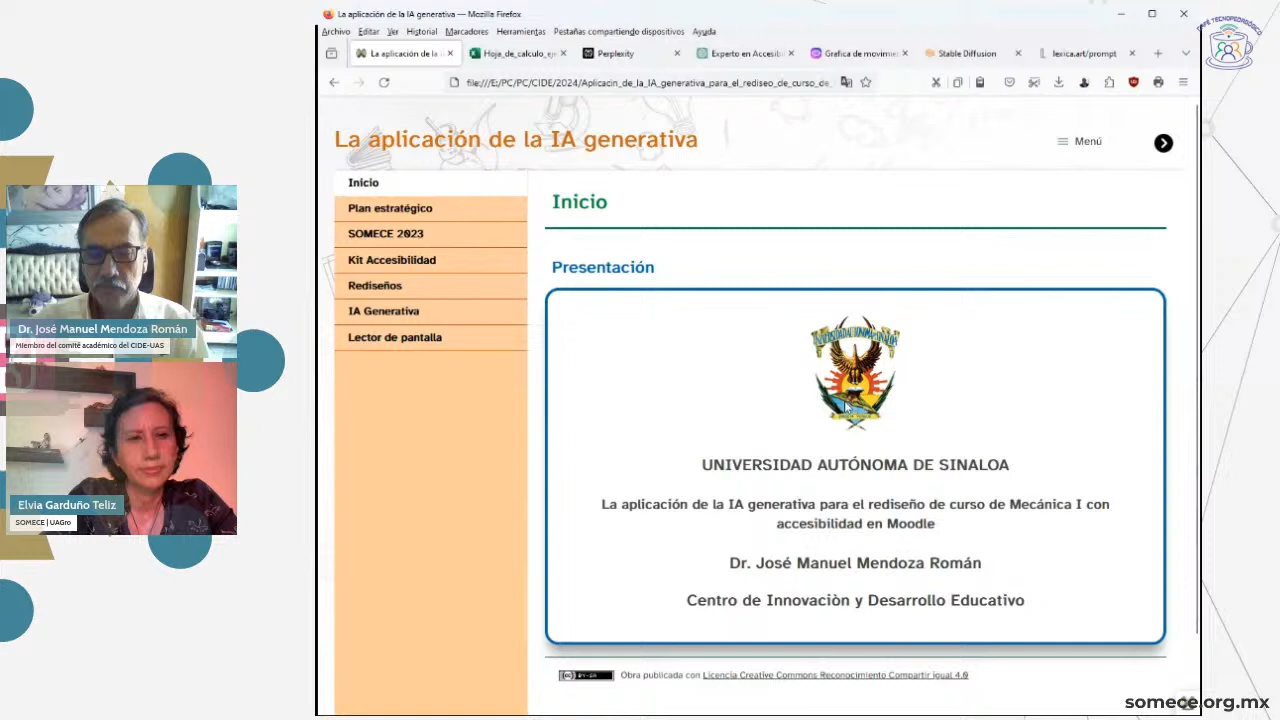 La aplicación de la IA generativa — Mozilla Firefox
Archivo Editar Ver Historial Marcadores Herramientas Pestañas compartiendo dispositivos Ayuda
La aplicación de la Hoja_de_calculo_eje Perplexity Experto en Accesib Grafica de movimie Stable Diffusion lexica.art/prompt
file:///E:/PC/PC/CIDE/2024/Aplicacin_de_la_IA_generativa_para_el_rediseo_de_curso_de_
La aplicación de la IA generativa
Menú
Inicio
Plan estratégico
SOMECE 2023
Kit Accesibilidad
Rediseños
IA Generativa
Lector de pantalla
Inicio
Presentación
UNIVERSIDAD AUTÓNOMA DE SINALOA
La aplicación de la IA generativa para el rediseño de curso de Mecánica I con
accesibilidad en Moodle
Dr. José Manuel Mendoza Román
Centro de Innovaciòn y Desarrollo Educativo
BY-SA Obra publicada con Licencia Creative Commons Reconocimiento Compartir igual 4.0
Dr. José Manuel Mendoza Román
Miembro del comité académico del CIDE-UAS
Elvia Garduño Teliz
SOMECE | UAGro
somece.org.mx